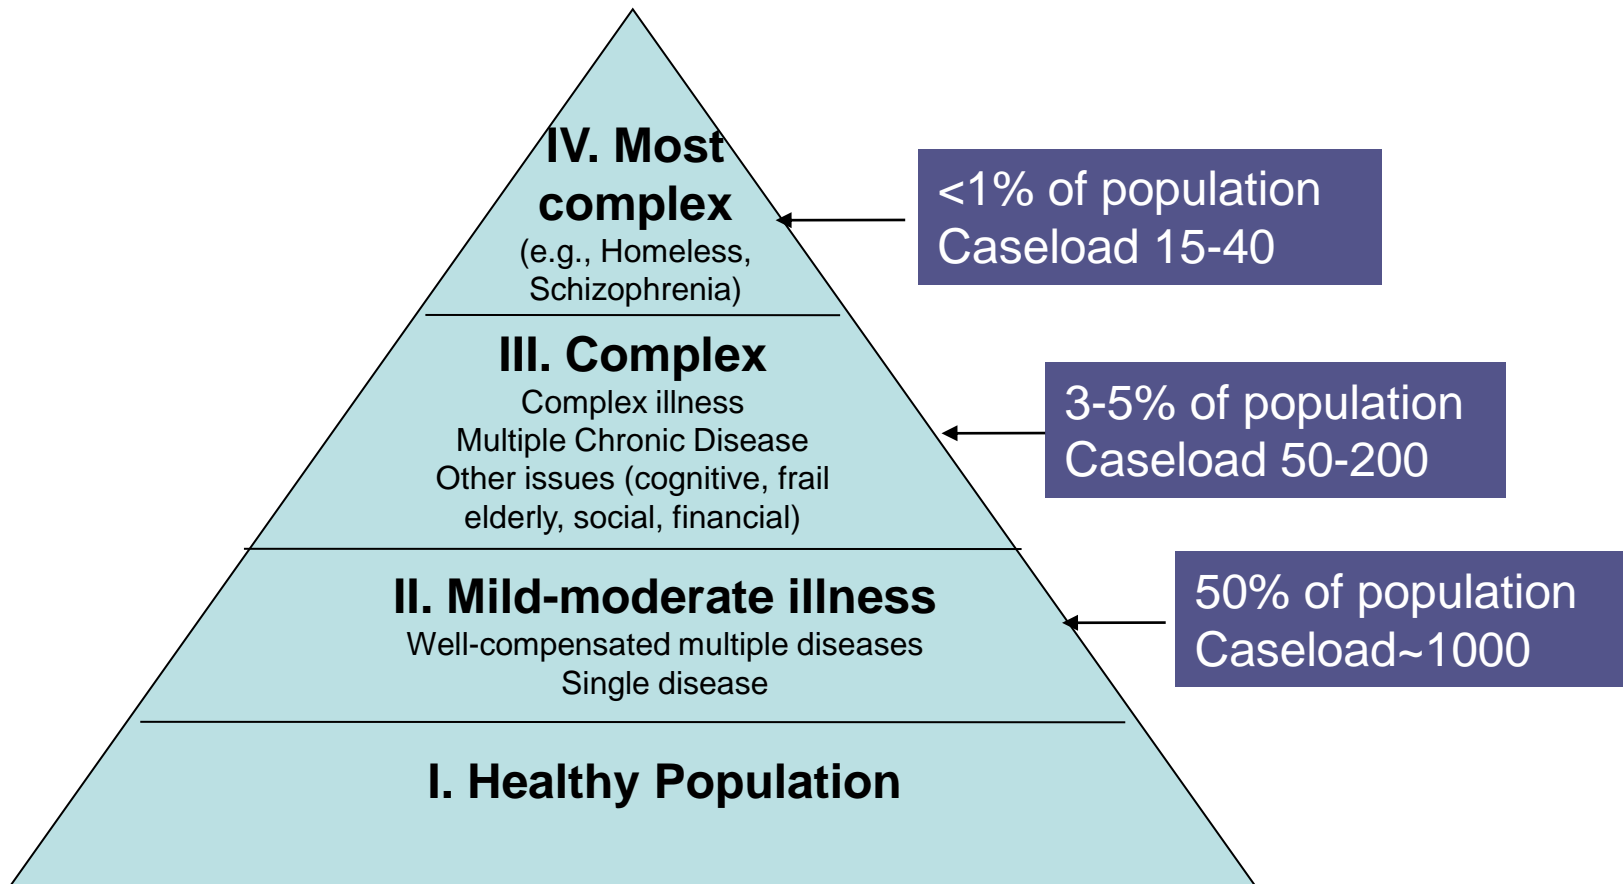 IV. Most
complex
(e.g., Homeless,
Schizophrenia)
<1% of population
Caseload 15-40
III. Complex
Complex illness
Multiple Chronic Disease
Other issues (cognitive, frail
elderly, social, financial)
3-5% of population
Caseload 50-200
II. Mild-moderate illness
Well-compensated multiple diseases
Single disease
50% of population
Caseload~1000
I. Healthy Population